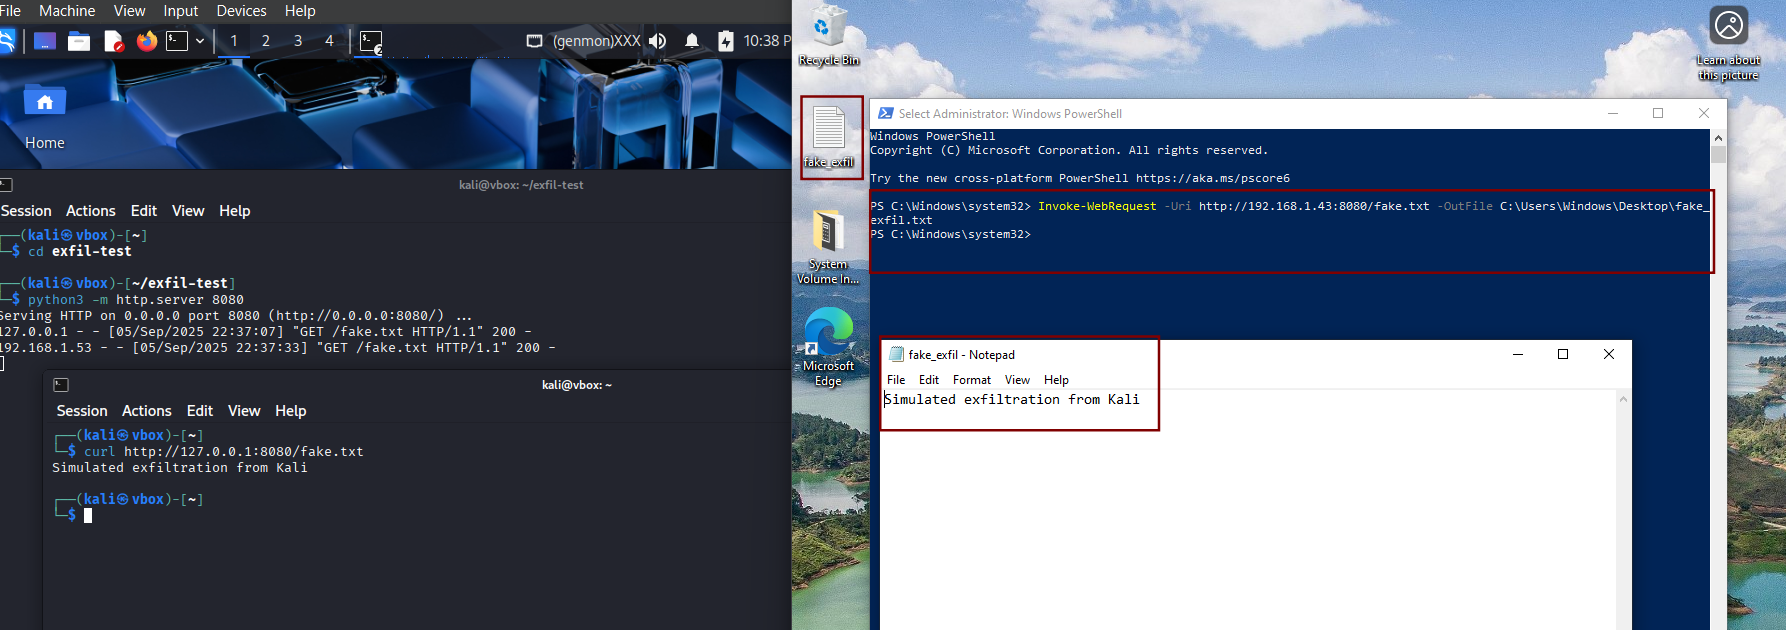 File Machine View Input Devices Help
1 2 3 4 (genmon)XXX 10:38 P
Home
kali@vbox: ~/exfil-test
Session Actions Edit View Help
┌──(kali㉿vbox)-[~]
└─$ cd exfil-test
┌──(kali㉿vbox)-[~/exfil-test]
└─$ python3 -m http.server 8080
Serving HTTP on 0.0.0.0 port 8080 (http://0.0.0.0:8080/) ...
127.0.0.1 - - [05/Sep/2025 22:37:07] "GET /fake.txt HTTP/1.1" 200 -
192.168.1.53 - - [05/Sep/2025 22:37:33] "GET /fake.txt HTTP/1.1" 200 -
kali@vbox: ~
Session Actions Edit View Help
┌──(kali㉿vbox)-[~]
└─$ curl http://127.0.0.1:8080/fake.txt
Simulated exfiltration from Kali
┌──(kali㉿vbox)-[~]
└─$
Recycle Bin
fake_exfil
System
Volume In...
Microsoft
Edge
Learn about
this picture
Select Administrator: Windows PowerShell
Windows PowerShell
Copyright (C) Microsoft Corporation. All rights reserved.
Try the new cross-platform PowerShell https://aka.ms/pscore6
PS C:\Windows\system32> Invoke-WebRequest -Uri http://192.168.1.43:8080/fake.txt -OutFile C:\Users\Windows\Desktop\fake_
exfil.txt
PS C:\Windows\system32>
fake_exfil - Notepad
File Edit Format View Help
Simulated exfiltration from Kali